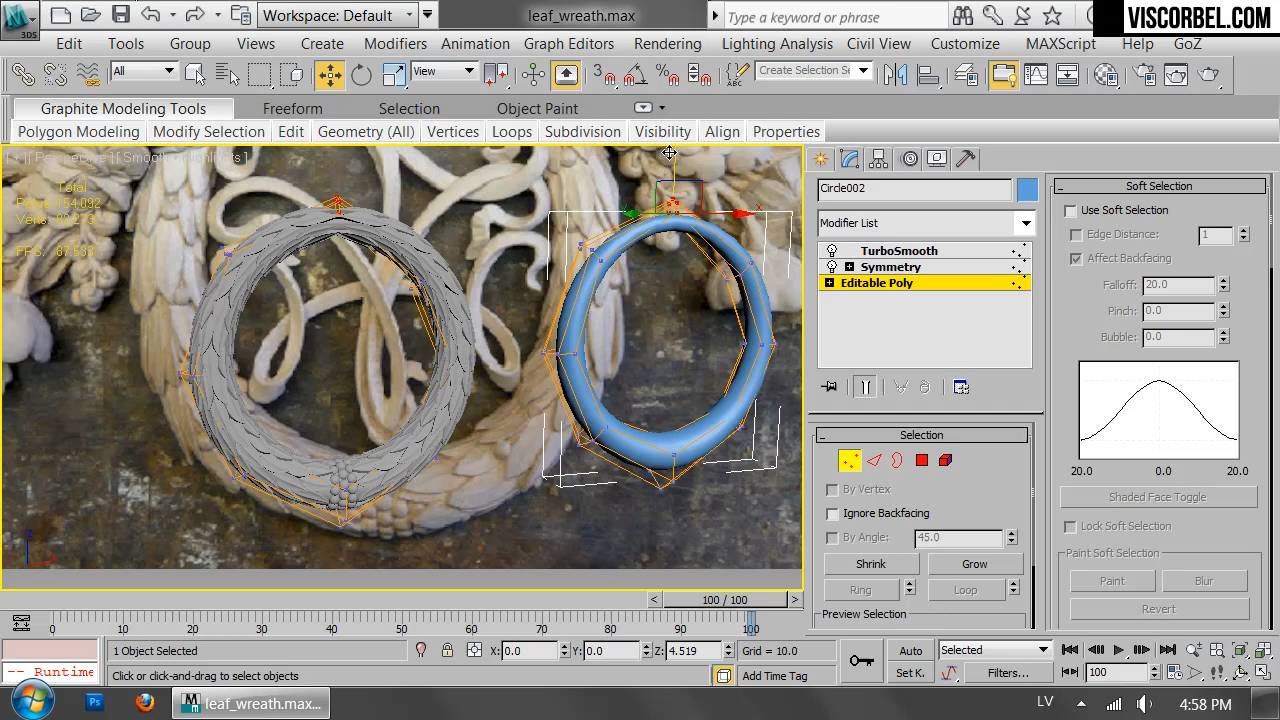 3DS
Workspace: Default
leaf_wreath.max
Type a keyword or phrase
VISCORBEL.COM
Edit Tools Group Views Create Modifiers Animation Graph Editors Rendering Lighting Analysis Civil View Customize MAXScript Help GoZ
All
View
3
ABC
Create Selection Se
Graphite Modeling Tools Freeform Selection Object Paint
Polygon Modeling Modify Selection Edit Geometry (All) Vertices Loops Subdivision Visibility Align Properties
Total
x
Circle002
Modifier List
TurboSmooth
Symmetry
Editable Poly
Selection
By Vertex
Ignore Backfacing
By Angle: 45.0
Shrink Grow
Ring Loop
Preview Selection
Soft Selection
Use Soft Selection
Edge Distance: 1
Affect Backfacing
Falloff: 20.0
Pinch: 0.0
Bubble: 0.0
20.0 0.0 20.0
Shaded Face Toggle
Lock Soft Selection
Paint Soft Selection
Paint Blur
Revert
< 100 / 100 >
0 10 20 30 40 50 60 70 80 90 100
1 Object Selected X: 0.0 Y: 0.0 Z: 4.519 Grid = 10.0 Auto Selected
-- Runtime Click or click-and-drag to select objects Add Time Tag Set K. Filters... 100
Ps leaf_wreath.max... LV 4:58 PM